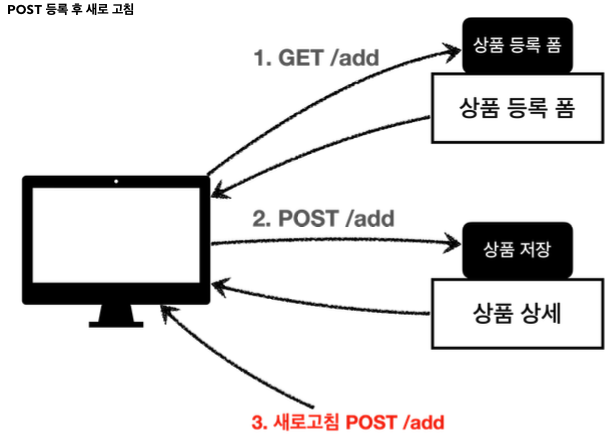 POST 등록 후 새로 고침
1. GET /add
상품 등록 폼
상품 등록 폼
2. POST /add
상품 저장
상품 상세
3. 새로고침 POST /add